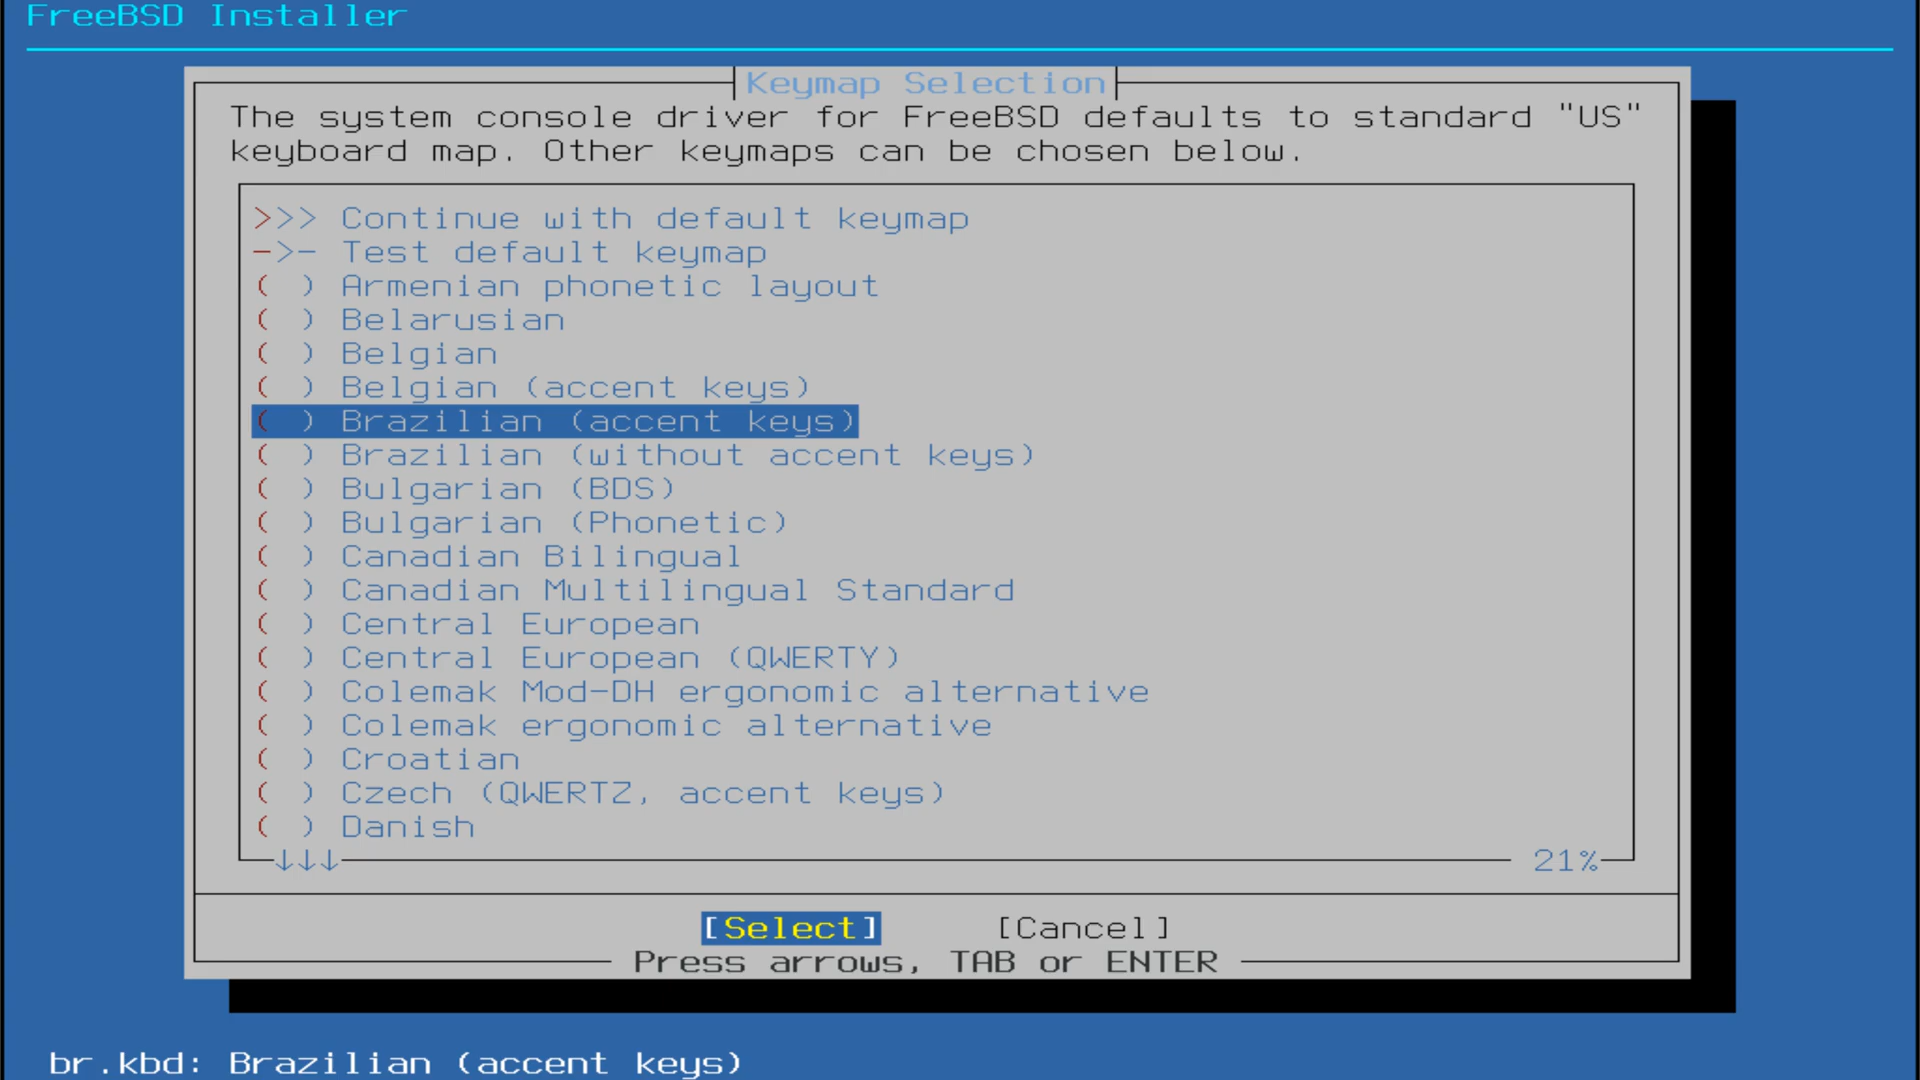 FreeBSD Installer
Keymap Selection
The system console driver for FreeBSD defaults to standard "US"
keyboard map. Other keymaps can be chosen below.
>>> Continue with default keymap
->- Test default keymap
( ) Armenian phonetic layout
( ) Belarusian
( ) Belgian
( ) Belgian (accent keys)
( ) Brazilian (accent keys)
( ) Brazilian (without accent keys)
( ) Bulgarian (BDS)
( ) Bulgarian (Phonetic)
( ) Canadian Bilingual
( ) Canadian Multilingual Standard
( ) Central European
( ) Central European (QWERTY)
( ) Colemak Mod-DH ergonomic alternative
( ) Colemak ergonomic alternative
( ) Croatian
( ) Czech (QWERTZ, accent keys)
( ) Danish
↓↓↓ 21%
[Select] [Cancel]
Press arrows, TAB or ENTER
br.kbd: Brazilian (accent keys)